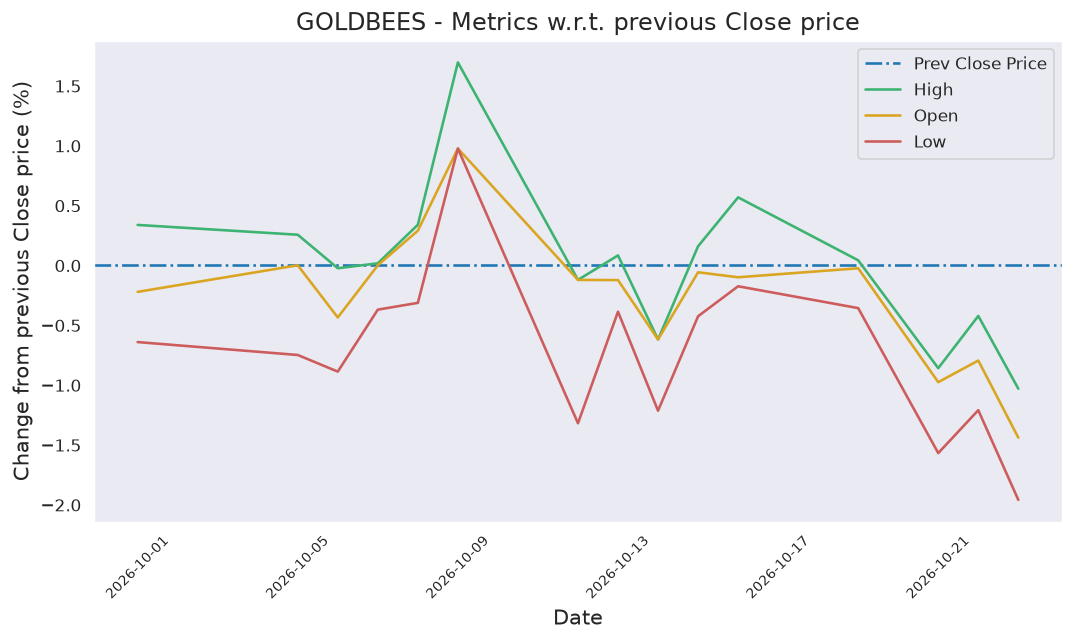 GOLDBEES - Metrics w.r.t. previous Close price
Change from previous Close price (%)
1.5
1.0
0.5
0.0
−0.5
−1.0
−1.5
−2.0
Prev Close Price
High
Open
Low
2026-10-01
2026-10-05
2026-10-09
2026-10-13
2026-10-17
2026-10-21
Date